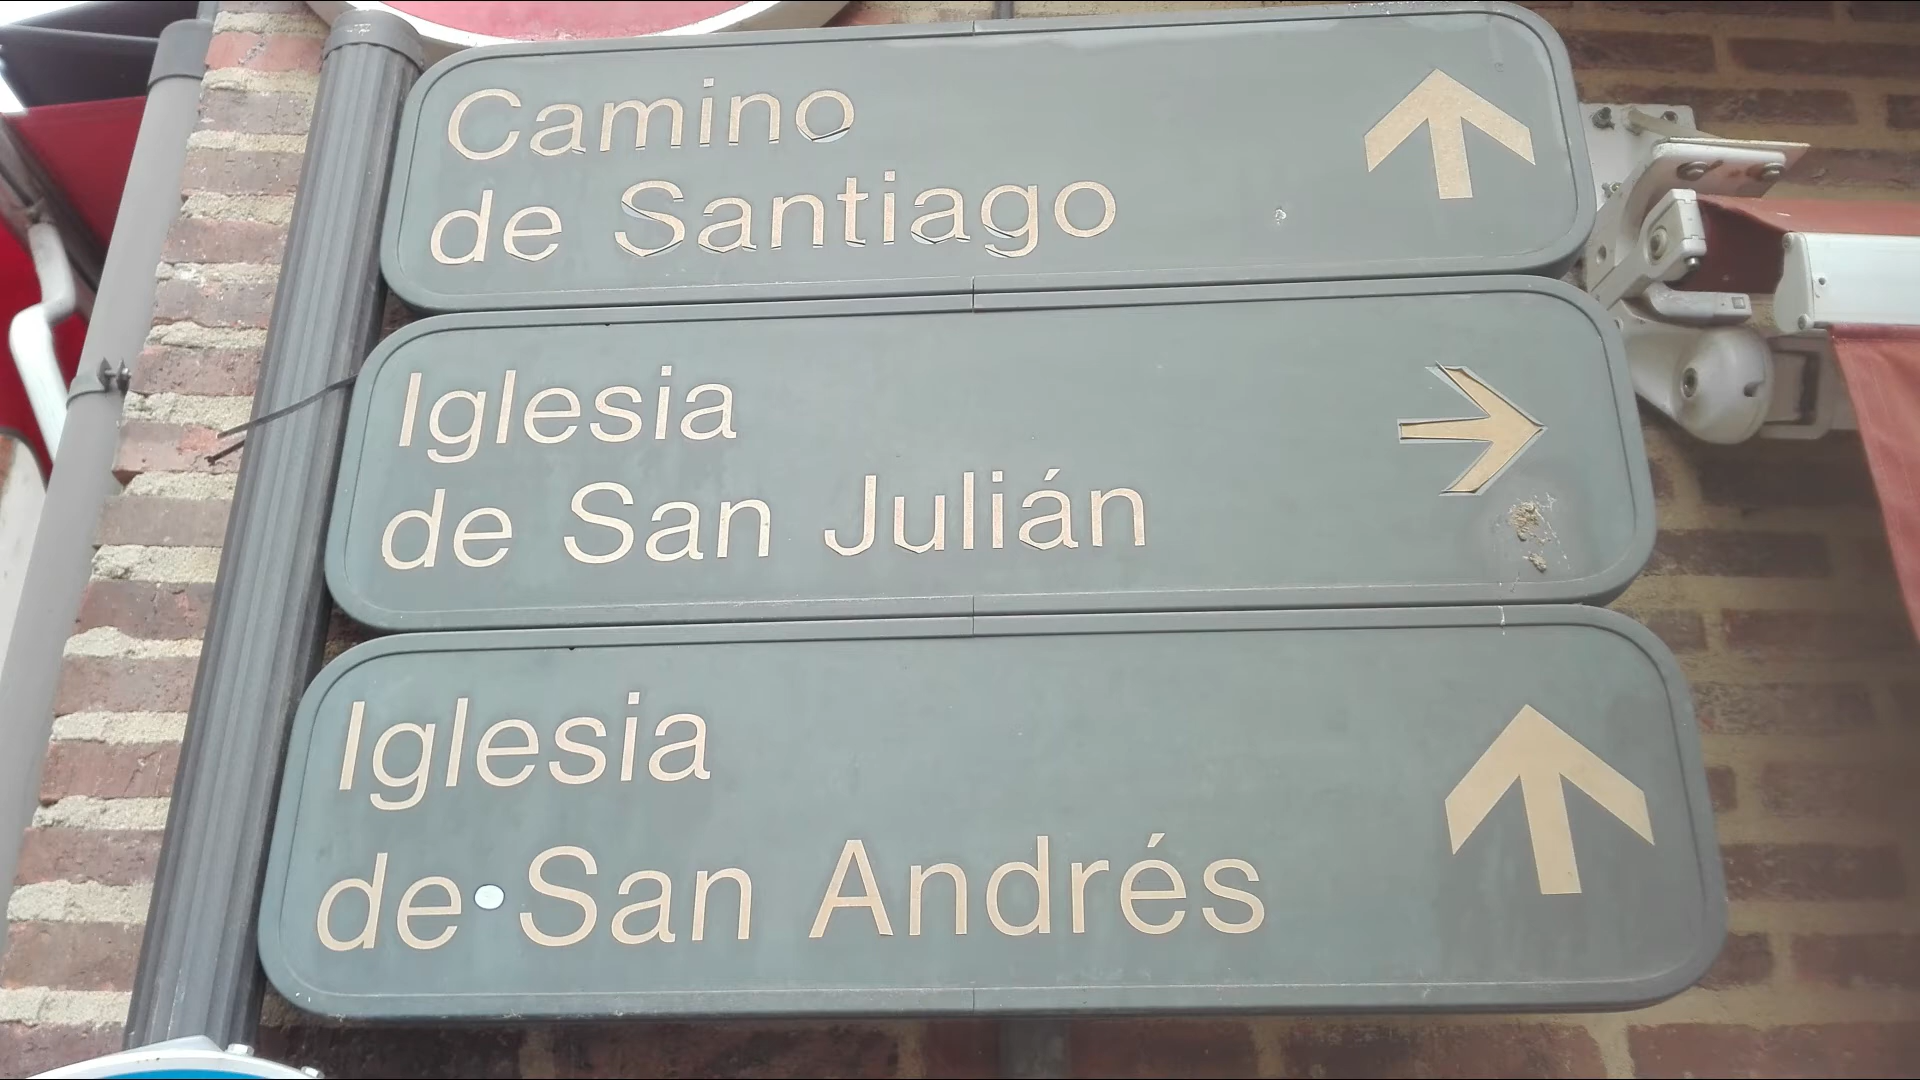 Camino
de Santiago
Iglesia
de San Julián
Iglesia
de San Andrés